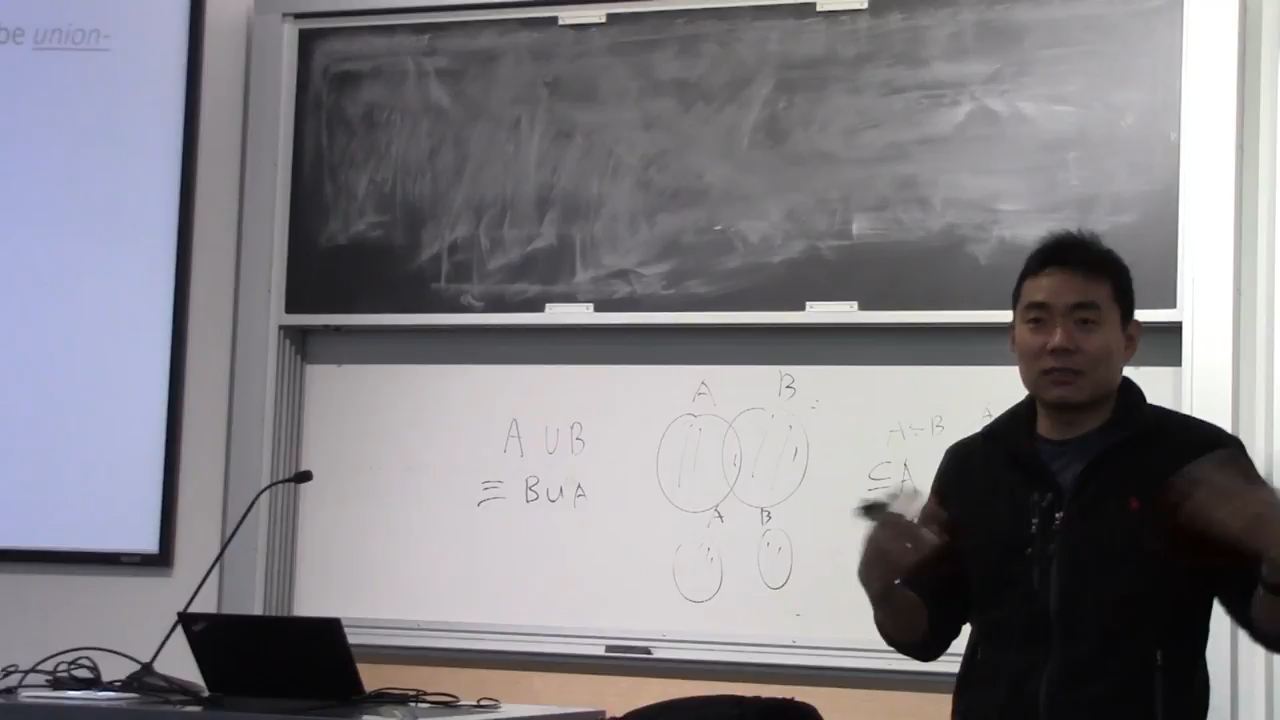 be union-
A B
A ∪ B
≡ B ∪ A
A B
A - B
⊆ A
A